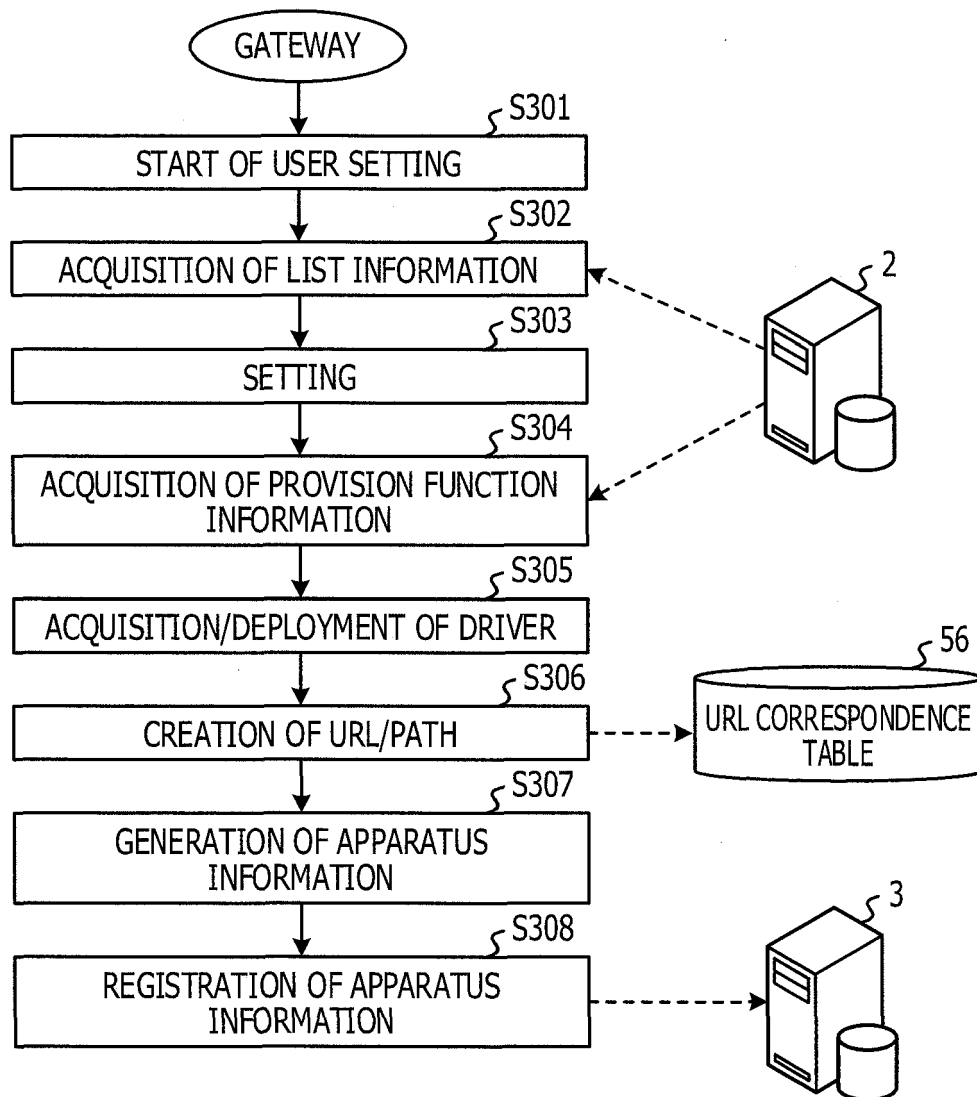 GATEWAY
S301
START OF USER SETTING
S302
ACQUISITION OF LIST INFORMATION
2
S303
SETTING
S304
ACQUISITION OF PROVISION FUNCTION
INFORMATION
S305
ACQUISITION/DEPLOYMENT OF DRIVER
56
S306
CREATION OF URL/PATH
URL CORRESPONDENCE
TABLE
S307
GENERATION OF APPARATUS
INFORMATION
3
S308
REGISTRATION OF APPARATUS
INFORMATION